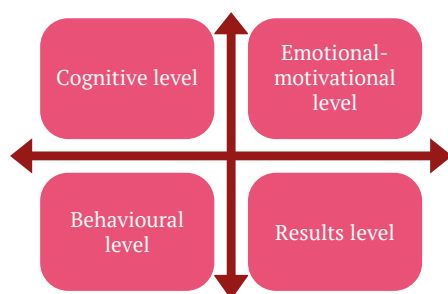 Cognitive level
Emotional-
motivational
level
Behavioural
level
Results level